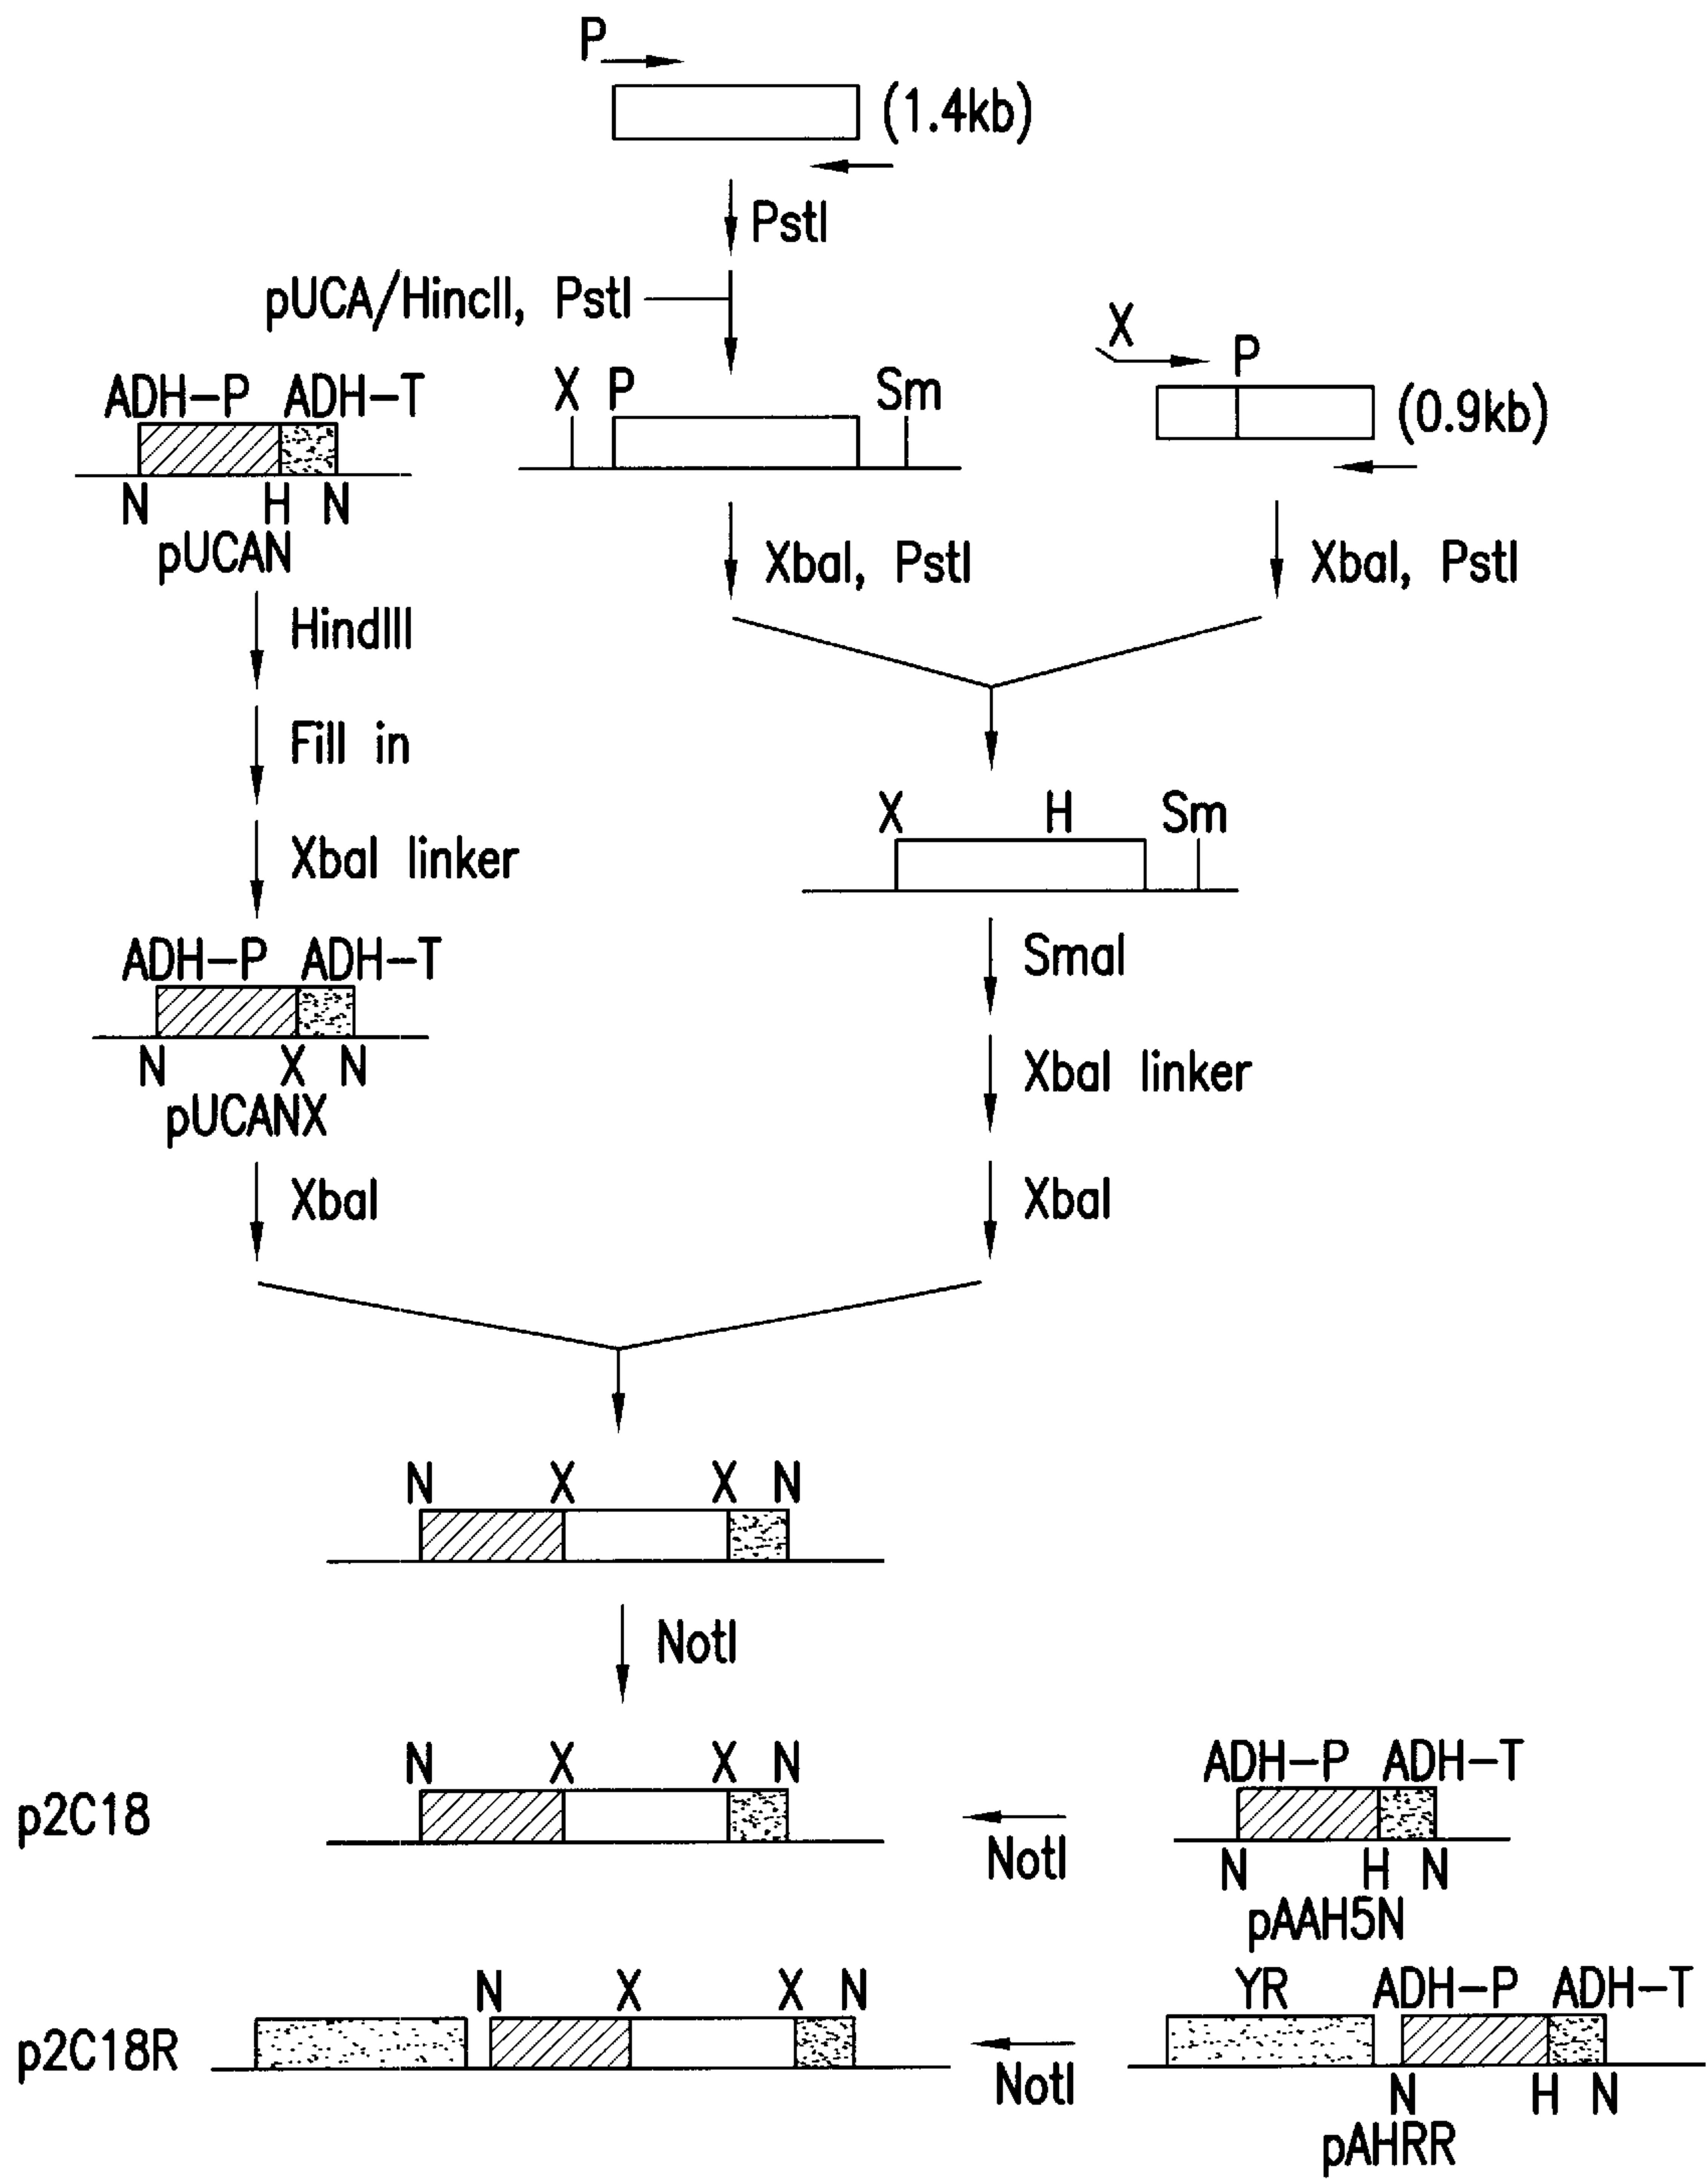 P
(1.4kb)
PstI
pUCA/HincII, PstI
X
P
ADH-P ADH-T
X P Sm
(0.9kb)
N H N
pUCAN
XbaI, PstI
XbaI, PstI
HindIII
Fill in
X H Sm
XbaI linker
ADH-P ADH-T
SmaI
N X N
XbaI linker
pUCANX
XbaI
XbaI
N X X N
NotI
N X X N
ADH-P ADH-T
p2C18
NotI
N H N
pAAH5N
N X X N
YR ADH-P ADH-T
p2C18R
NotI
N H N
pAHRR